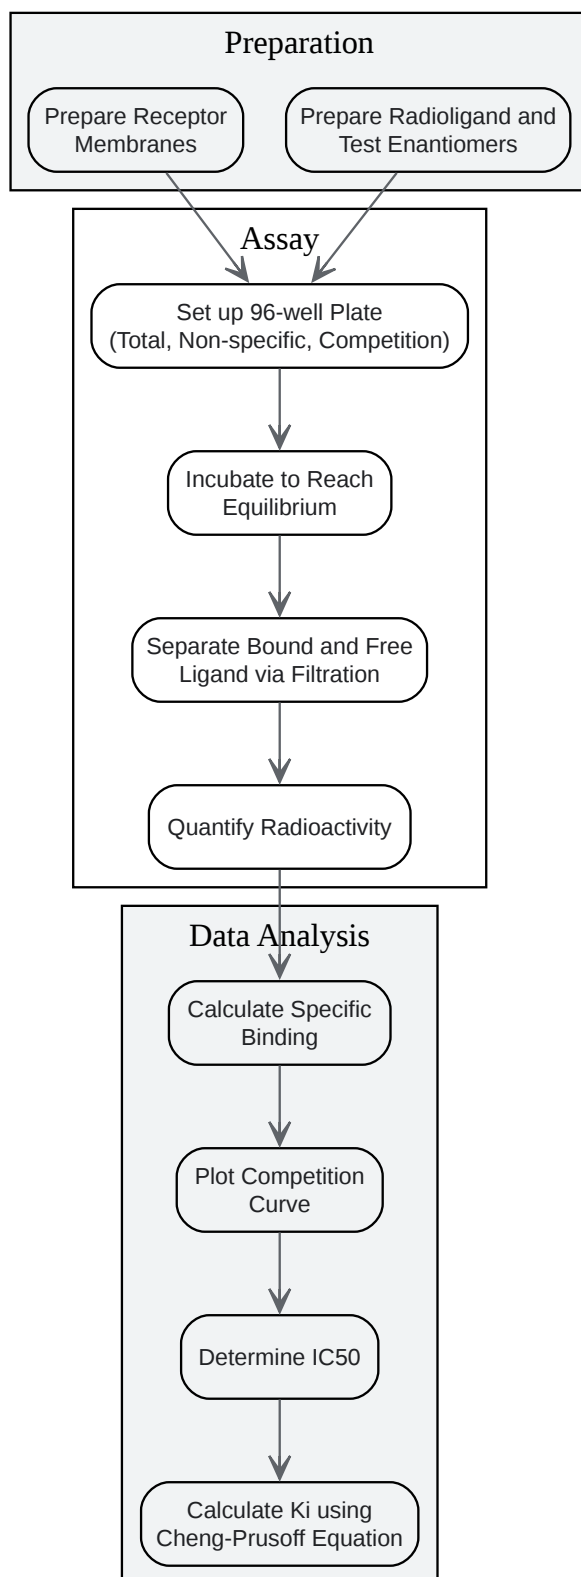 Preparation
Prepare Receptor
Membranes
Prepare Radioligand and
Test Enantiomers
Assay
Set up 96-well Plate
(Total, Non-specific, Competition)
Incubate to Reach
Equilibrium
Separate Bound and Free
Ligand via Filtration
Quantify Radioactivity
Data Analysis
Calculate Specific
Binding
Plot Competition
Curve
Determine IC50
Calculate Ki using
Cheng-Prusoff Equation